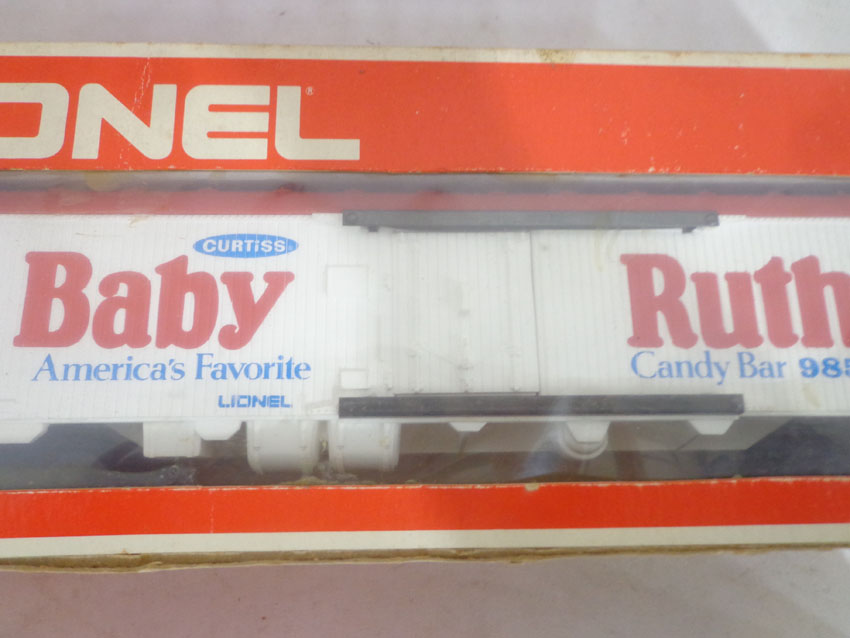 ONEL®
CURTiSS
Baby Ruth
America's Favorite Candy Bar 985
LIONEL